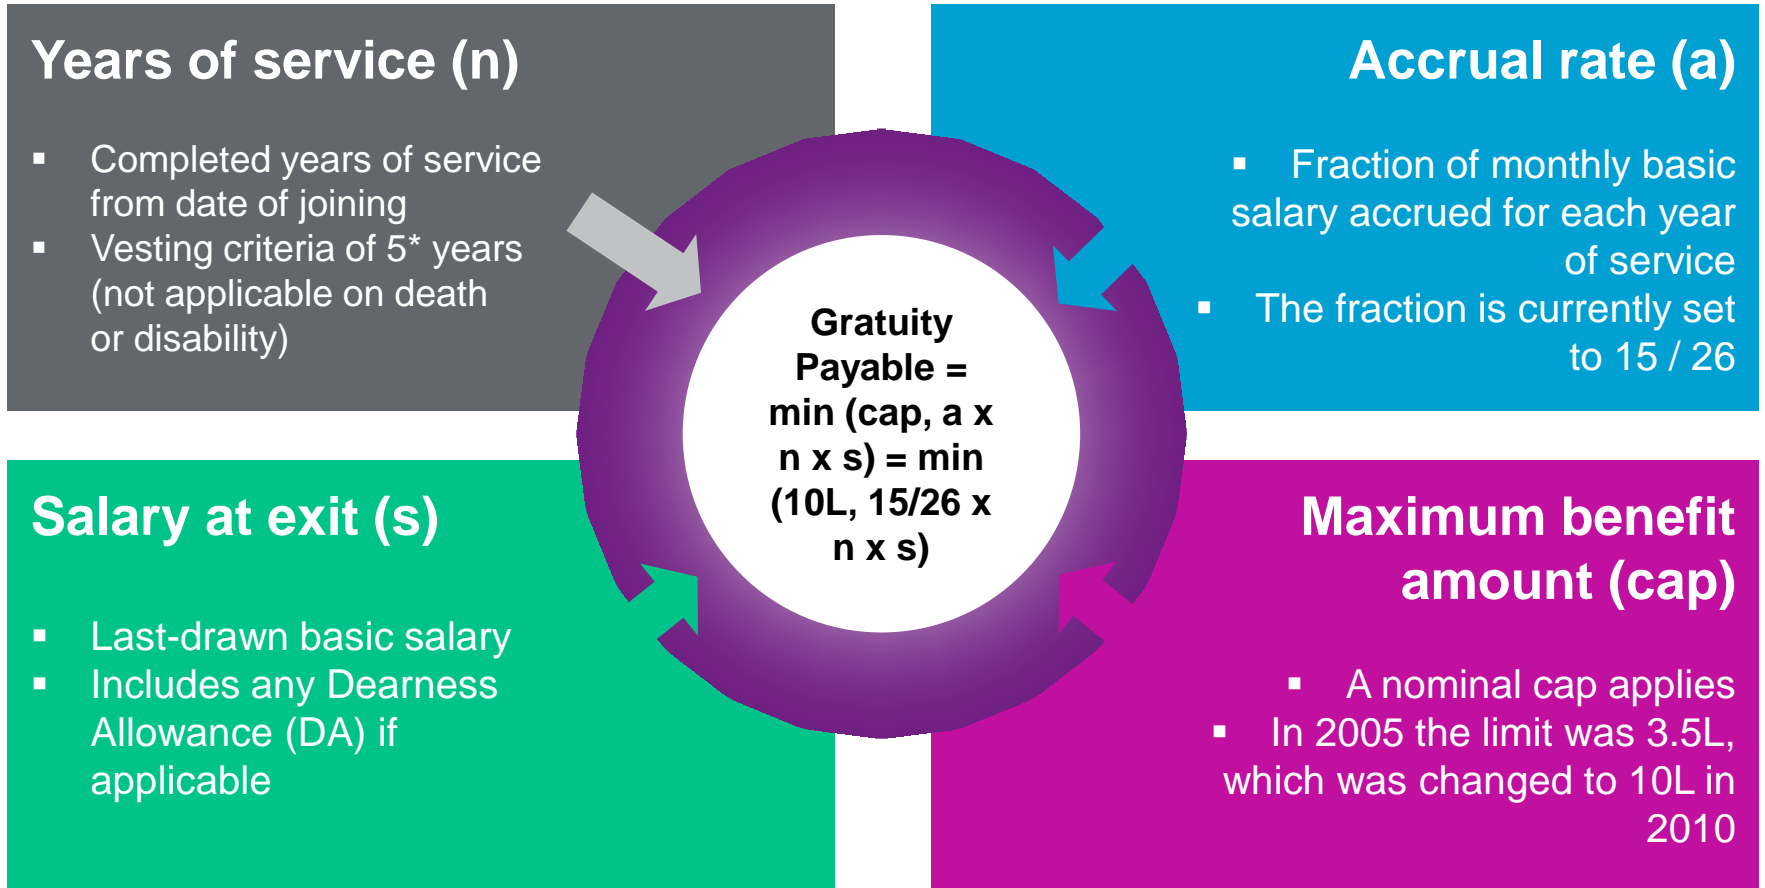 Years of service (n)
▪ Completed years of service
from date of joining
▪ Vesting criteria of 5* years
(not applicable on death
or disability)
Accrual rate (a)
▪ Fraction of monthly basic
salary accrued for each year
of service
▪ The fraction is currently set
to 15 / 26
Gratuity
Payable =
min (cap, a x
n x s) = min
(10L, 15/26 x
n x s)
Salary at exit (s)
▪ Last-drawn basic salary
▪ Includes any Dearness
Allowance (DA) if
applicable
Maximum benefit
amount (cap)
▪ A nominal cap applies
▪ In 2005 the limit was 3.5L,
which was changed to 10L in
2010